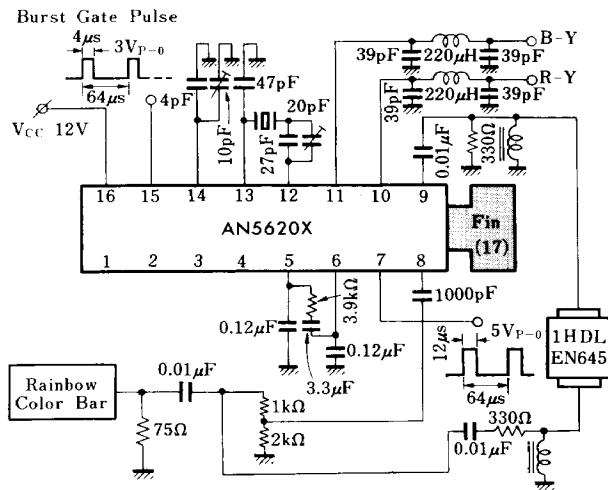 Burst Gate Pulse
4μs
3V P-0
64μs
VCC 12V
4pF
10pF
47pF
20pF
27pF
39pF
220μH
39pF
B-Y
39pF
220μH
39pF
R-Y
0.01μF
330Ω
16 15 14 13 12 11 10 9
AN5620X
Fin
(17)
1 2 3 4 5 6 7 8
0.12μF
3.9kΩ
3.3μF
0.12μF
1000pF
12μs
5V P-0
64μs
1HDL
EN645
Rainbow
Color Bar
0.01μF
75Ω
1kΩ
2kΩ
0.01μF
330Ω